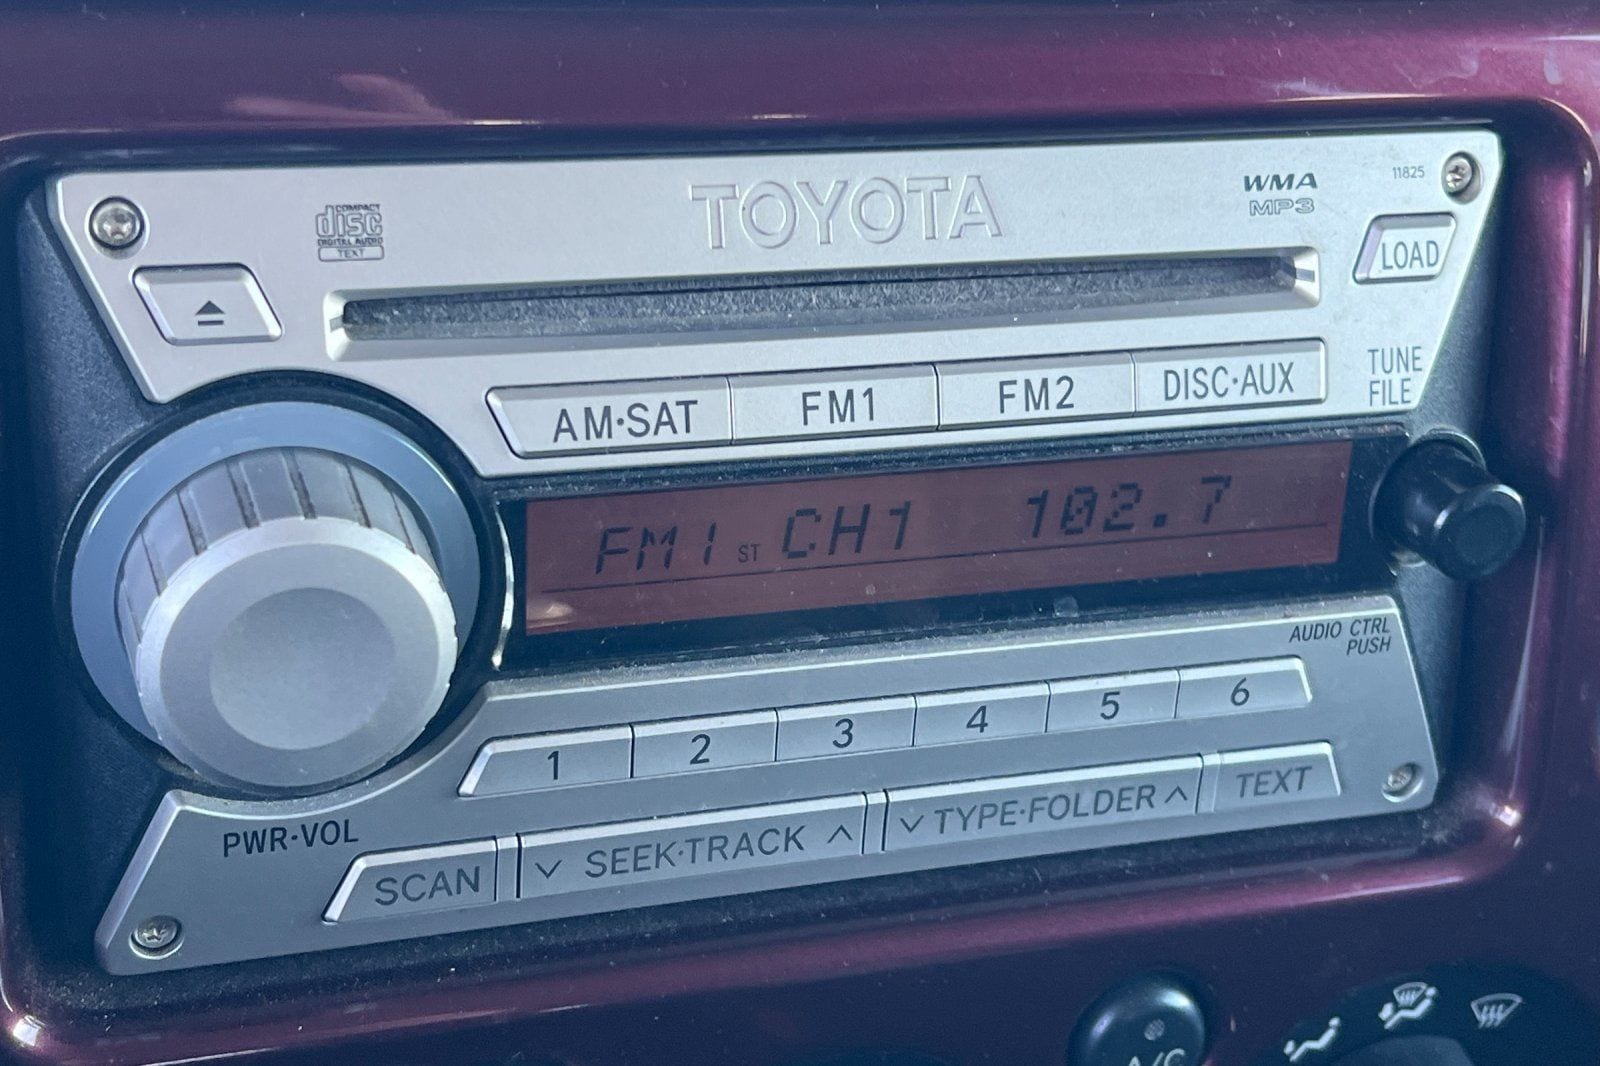 COMPACT
disc
DIGITAL AUDIO
TEXT
TOYOTA
WMA
MP3
11825
LOAD
TUNE
FILE
AM·SAT
FM1
FM2
DISC·AUX
FM1 ST CH1 102.7
AUDIO CTRL
PUSH
1
2
3
4
5
6
PWR·VOL
SCAN
SEEK·TRACK
TYPE·FOLDER
TEXT
A/C